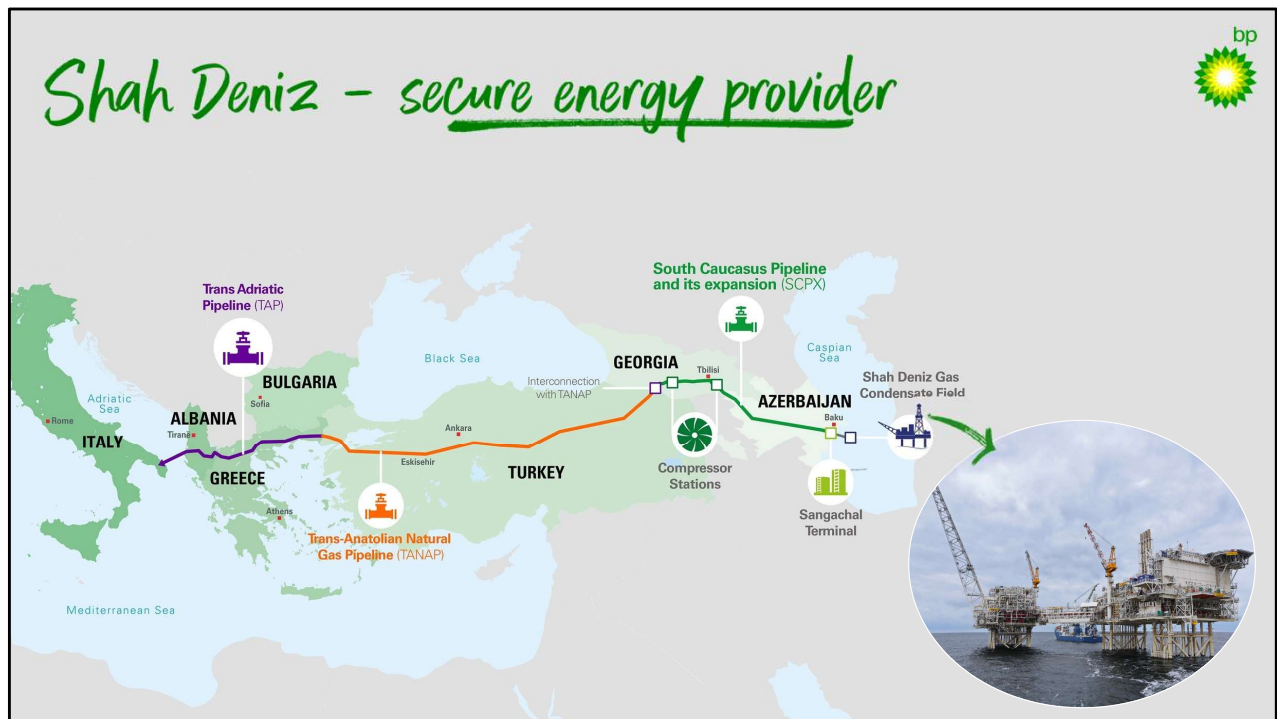 bp
Shah Deniz - secure energy provider
Trans Adriatic
Pipeline (TAP)
South Caucasus Pipeline
and its expansion (SCPX)
Black Sea
Caspian
Sea
GEORGIA
Tbilisi
Interconnection
with TANAP
Shah Deniz Gas
Condensate Field
BULGARIA
Sofia
AZERBAIJAN
Baku
Adriatic
Sea
ALBANIA
Tiranë
Rome
ITALY
Ankara
Eskisehir
TURKEY
GREECE
Athens
Compressor
Stations
Sangachal
Terminal
Trans-Anatolian Natural
Gas Pipeline (TANAP)
Mediterranean Sea